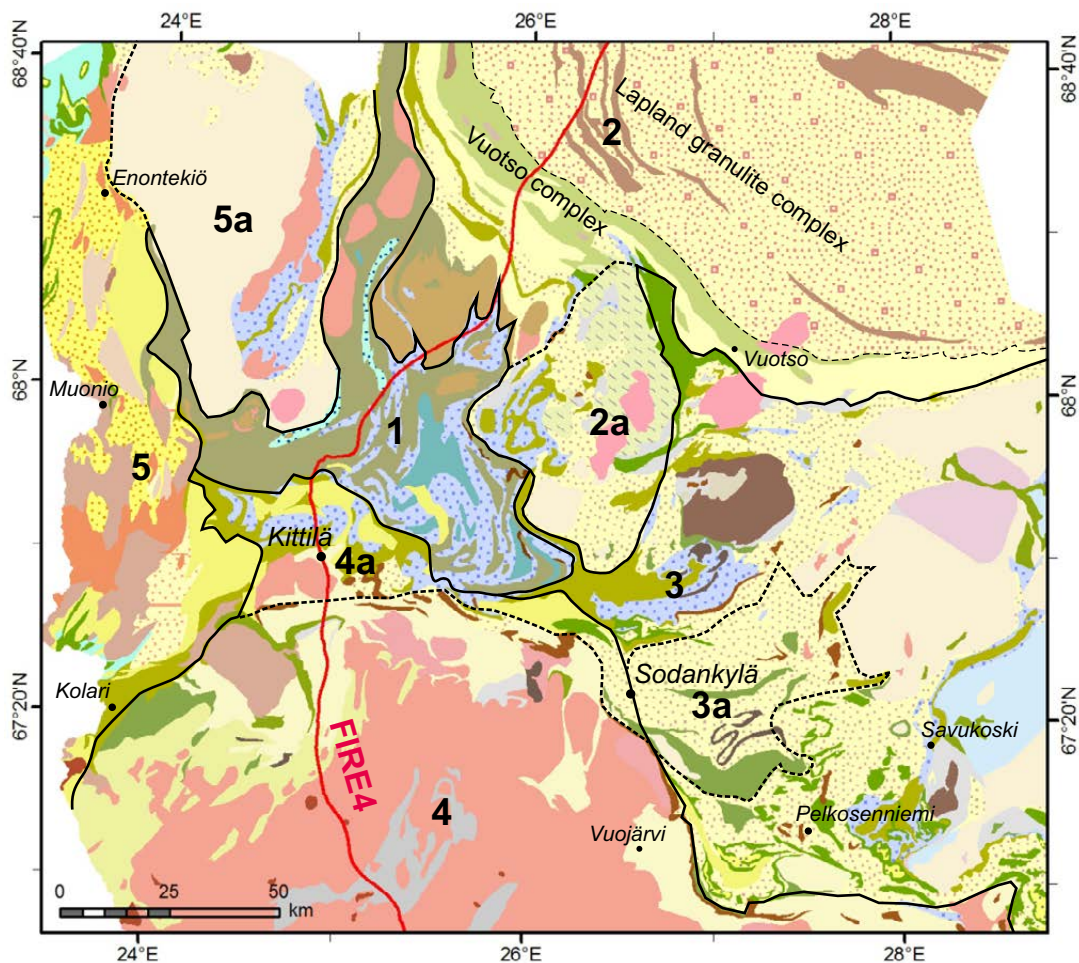 24°E
26°E
28°E
68°40'N
68°40'N
2
Lapland granulite complex
Vuotso complex
Enontekiö
5a
Vuotso
68°N
68°N
Muonio
1
2a
5
Kittilä
4a
3
Sodankylä
3a
Kolari
67°20'N
67°20'N
Savukoski
FIRE4
4
Pelkosenniemi
Vuojärvi
0 25 50
km
24°E
26°E
28°E